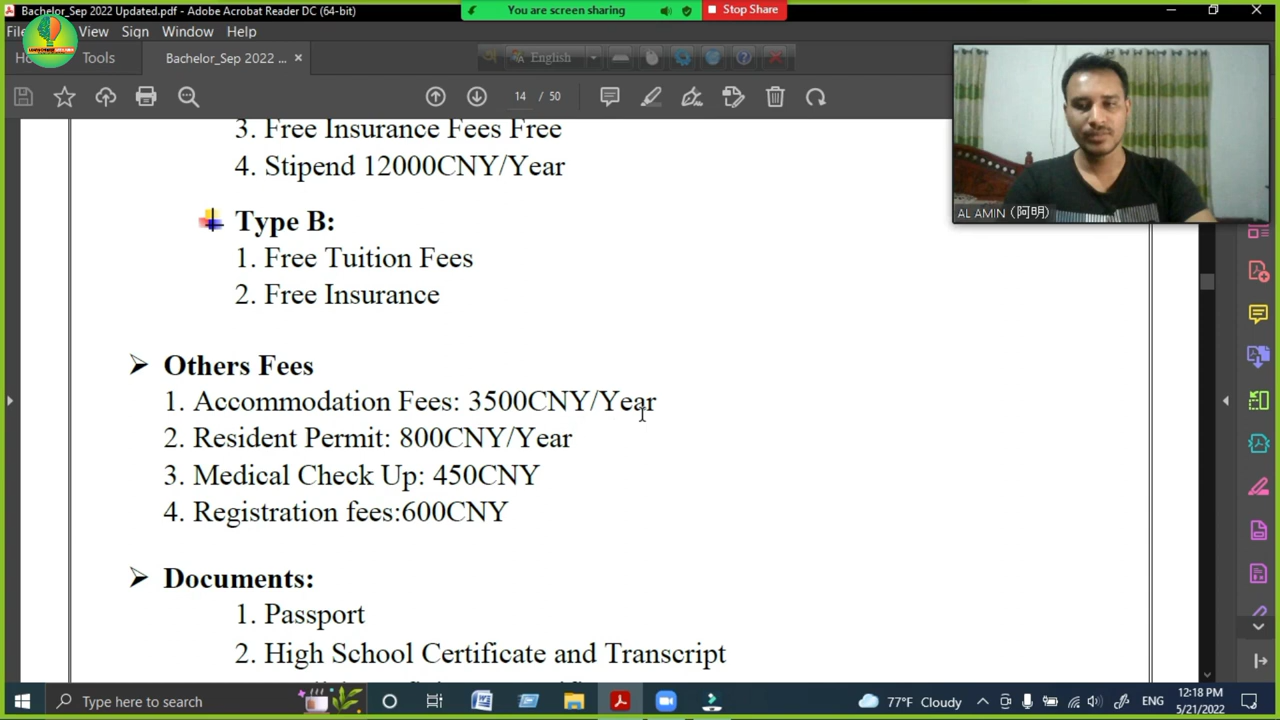 Bachelor_Sep 2022 Updated.pdf - Adobe Acrobat Reader DC (64-bit)
You are screen sharing
Stop Share
View Sign Window Help
Tools
Bachelor_Sep 2022 ...
English
14 / 50
3. Free Insurance Fees Free
4. Stipend 12000CNY/Year
Type B:
1. Free Tuition Fees
2. Free Insurance
AL AMIN（阿明）
Others Fees
1. Accommodation Fees: 3500CNY/Year
2. Resident Permit: 800CNY/Year
3. Medical Check Up: 450CNY
4. Registration fees:600CNY
Documents:
1. Passport
2. High School Certificate and Transcript
Type here to search
77°F Cloudy
ENG
12:18 PM
5/21/2022